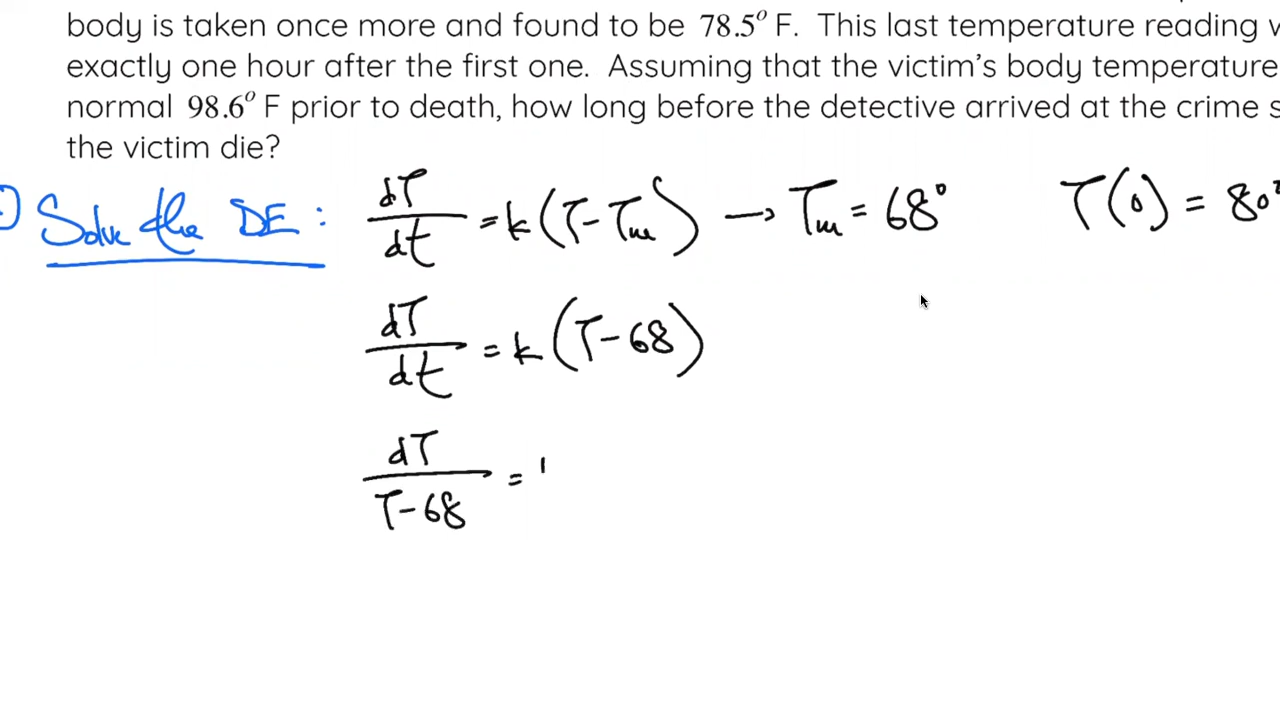 body is taken once more and found to be 78.5° F. This last temperature reading
exactly one hour after the first one. Assuming that the victim's body temperature
normal 98.6° F prior to death, how long before the detective arrived at the crime
the victim die?
Solve the DE: dT/dt = k(T-Tm) → Tm = 68° T(0) = 80°
dT/dt = k(T-68)
dT/T-68 =